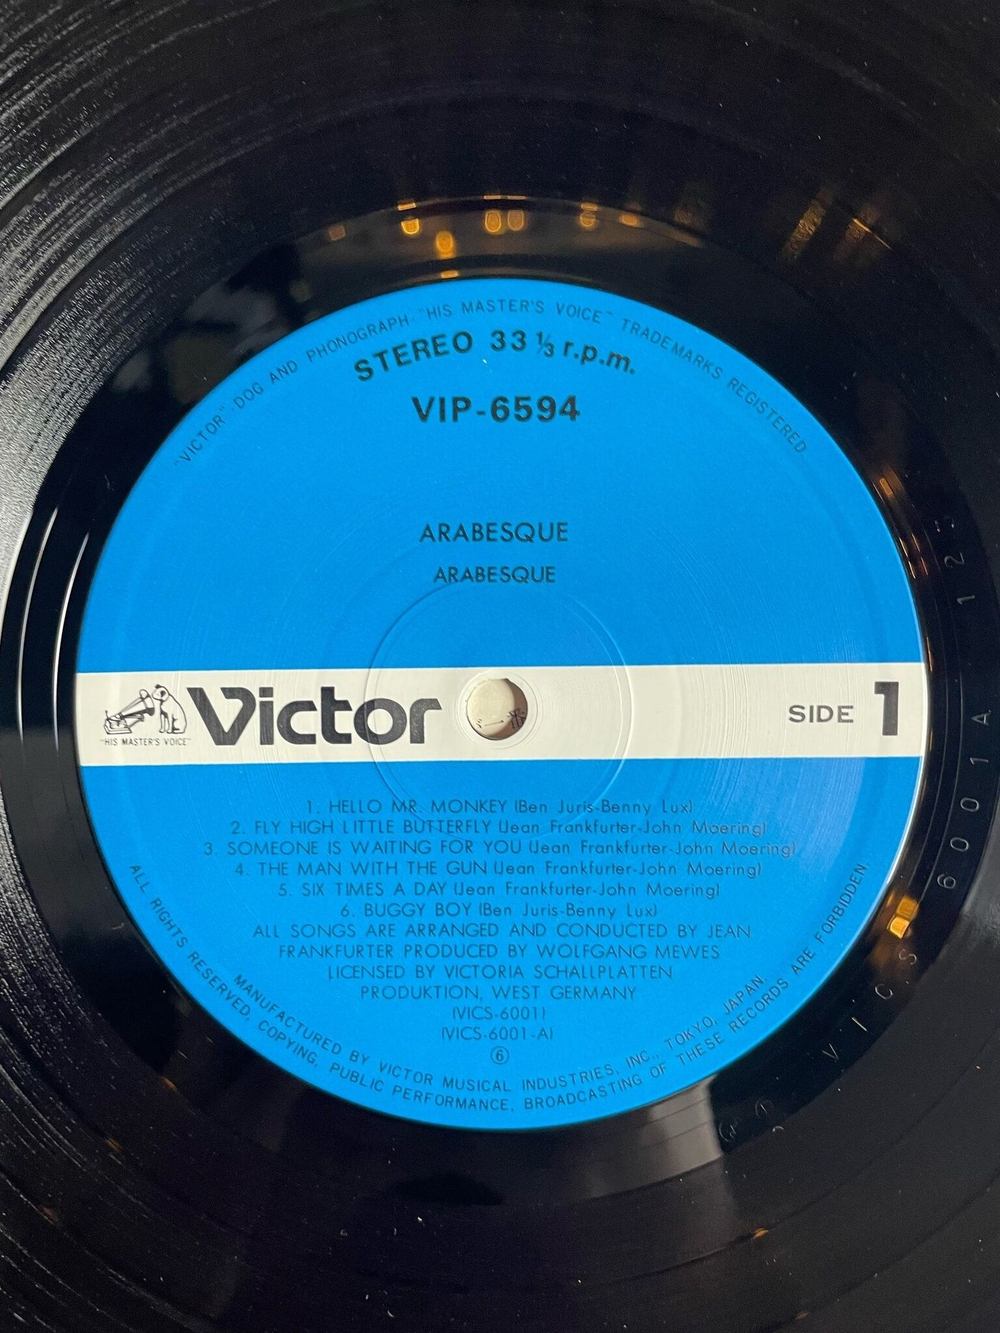 "VICTOR" DOG AND PHONOGRAPH "HIS MASTER'S VOICE" TRADEMARKS REGISTERED
STEREO 33 ⅓ r.p.m.
VIP-6594
ARABESQUE
ARABESQUE
Victor
"HIS MASTER'S VOICE"
SIDE 1
1. HELLO MR. MONKEY (Ben Juris-Benny Lux)
2. FLY HIGH LITTLE BUTTERFLY (Jean Frankfurter-John Moering)
3. SOMEONE IS WAITING FOR YOU (Jean Frankfurter-John Moering)
4. THE MAN WITH THE GUN (Jean Frankfurter-John Moering)
5. SIX TIMES A DAY (Jean Frankfurter-John Moering)
6. BUGGY BOY (Ben Juris-Benny Lux)
ALL SONGS ARE ARRANGED AND CONDUCTED BY JEAN
FRANKFURTER PRODUCED BY WOLFGANG MEWES
LICENSED BY VICTORIA SCHALLPLATTEN
PRODUKTION, WEST GERMANY
(VICS-6001)
(VICS-6001-A)
⑥
MANUFACTURED BY VICTOR MUSICAL INDUSTRIES, INC., TOKYO, JAPAN
ALL RIGHTS RESERVED, COPYING, PUBLIC PERFORMANCE, BROADCASTING OF THESE RECORDS ARE FORBIDDEN.
VICS 6001A 123